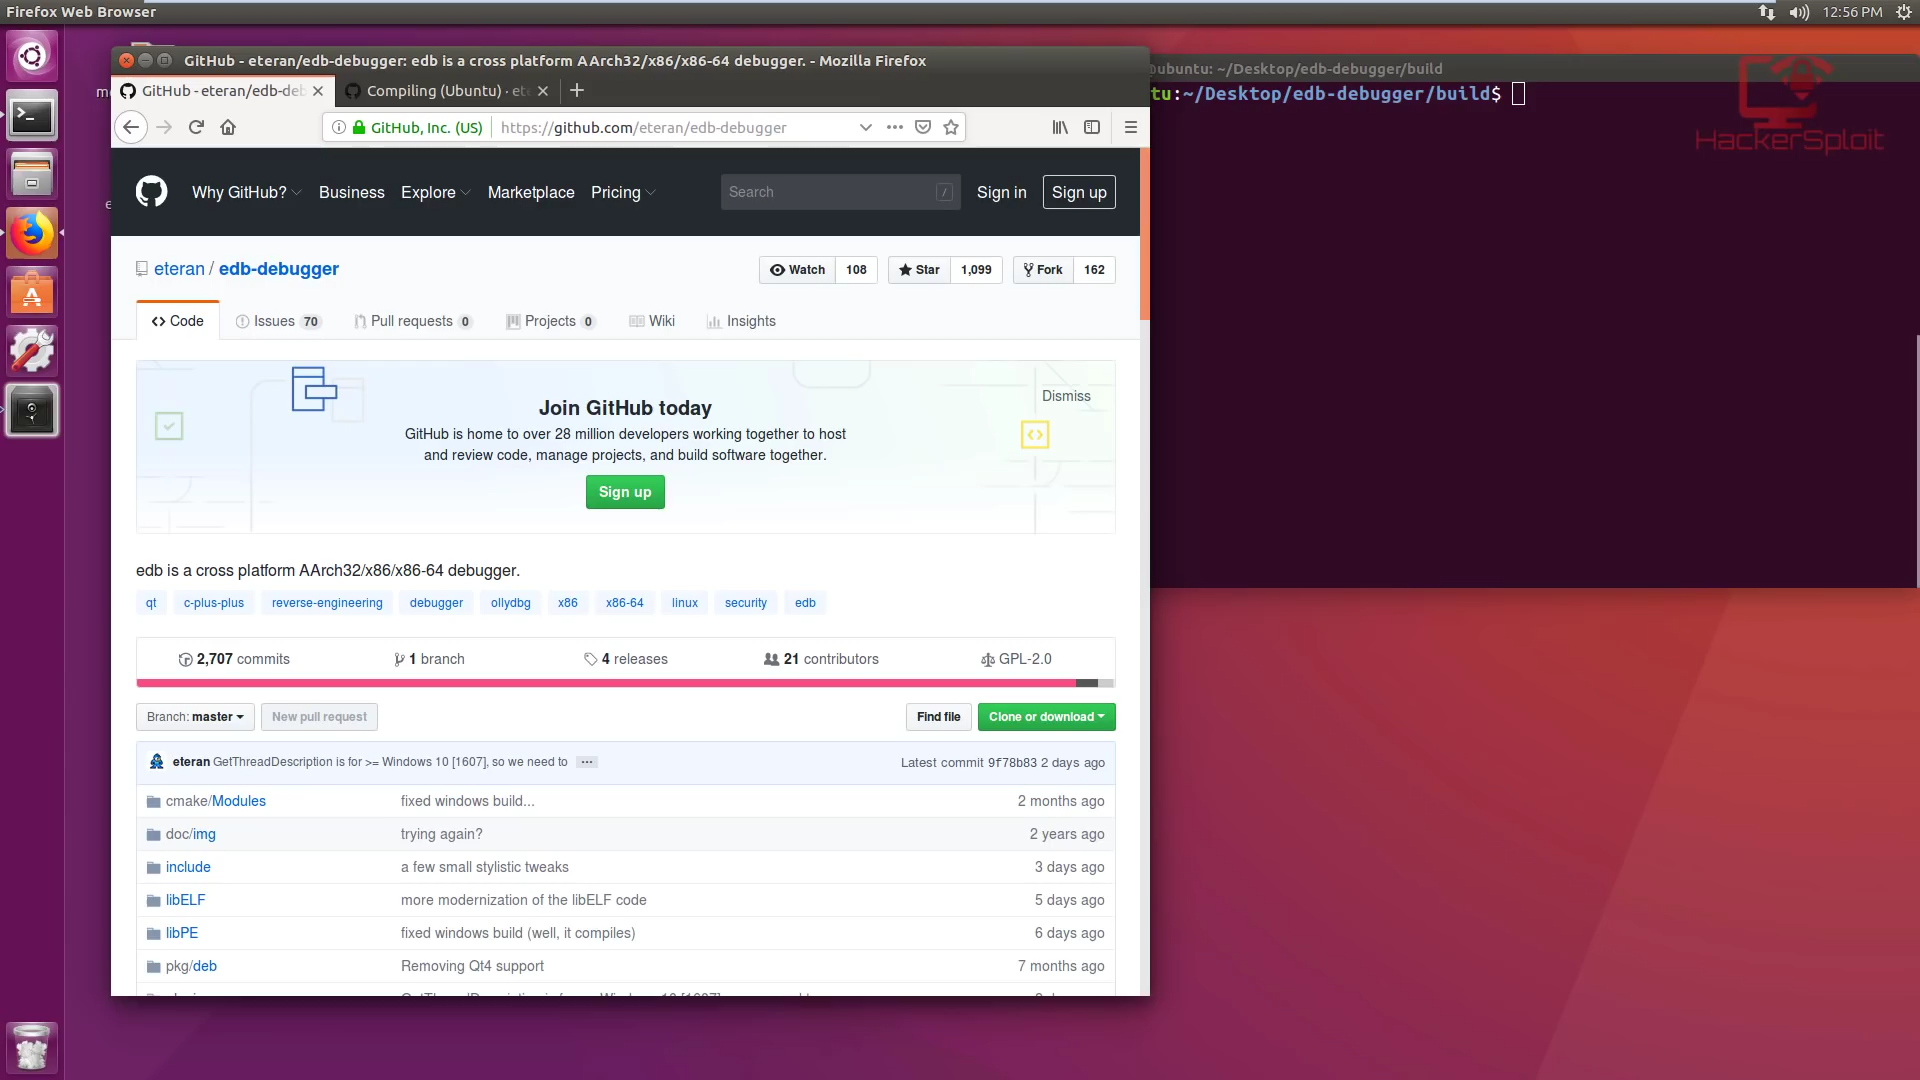 Firefox Web Browser
12:56 PM
GitHub - eteran/edb-debugger: edb is a cross platform AArch32/x86/x86-64 debugger. - Mozilla Firefox
GitHub - eteran/edb-deb
Compiling (Ubuntu) · ete
GitHub, Inc. (US)
https://github.com/eteran/edb-debugger
Why GitHub?
Business
Explore
Marketplace
Pricing
Search
/
Sign in
Sign up
eteran / edb-debugger
Watch 108
Star 1,099
Fork 162
Code
Issues 70
Pull requests 0
Projects 0
Wiki
Insights
Join GitHub today
Dismiss
GitHub is home to over 28 million developers working together to host
and review code, manage projects, and build software together.
Sign up
edb is a cross platform AArch32/x86/x86-64 debugger.
qt c-plus-plus reverse-engineering debugger ollydbg x86 x86-64 linux security edb
2,707 commits
1 branch
4 releases
21 contributors
GPL-2.0
Branch: master
New pull request
Find file
Clone or download
eteran GetThreadDescription is for >= Windows 10 [1607], so we need to ...
Latest commit 9f78b83 2 days ago
cmake/Modules fixed windows build... 2 months ago
doc/img trying again? 2 years ago
include a few small stylistic tweaks 3 days ago
libELF more modernization of the libELF code 5 days ago
libPE fixed windows build (well, it compiles) 6 days ago
pkg/deb Removing Qt4 support 7 months ago
ubuntu: ~/Desktop/edb-debugger/build
tu:~/Desktop/edb-debugger/build$
HackerSploit